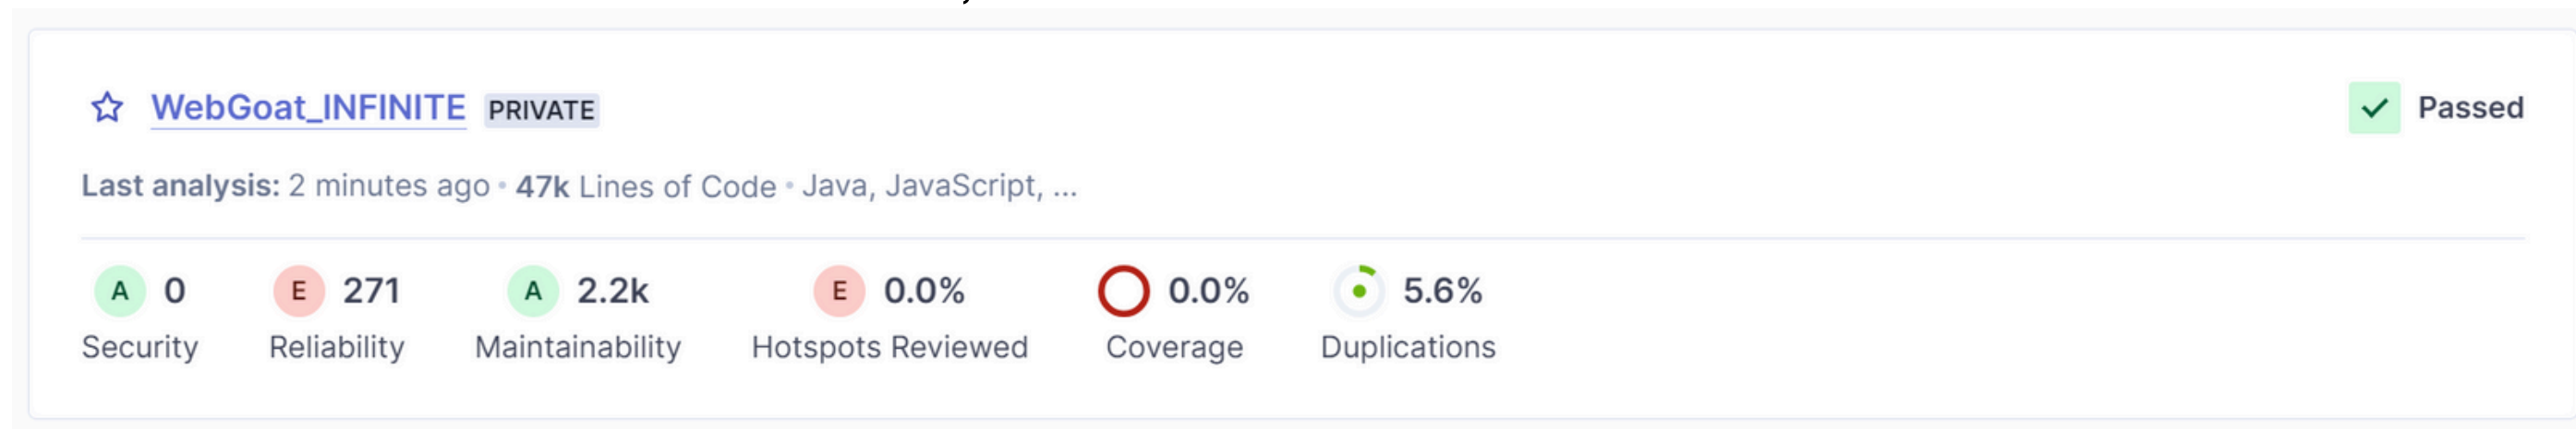 WebGoat_INFINITE PRIVATE Passed
Last analysis: 2 minutes ago • 47k Lines of Code • Java, JavaScript, ...
A 0 E 271 A 2.2k E 0.0% 0.0% 5.6%
Security Reliability Maintainability Hotspots Reviewed Coverage Duplications